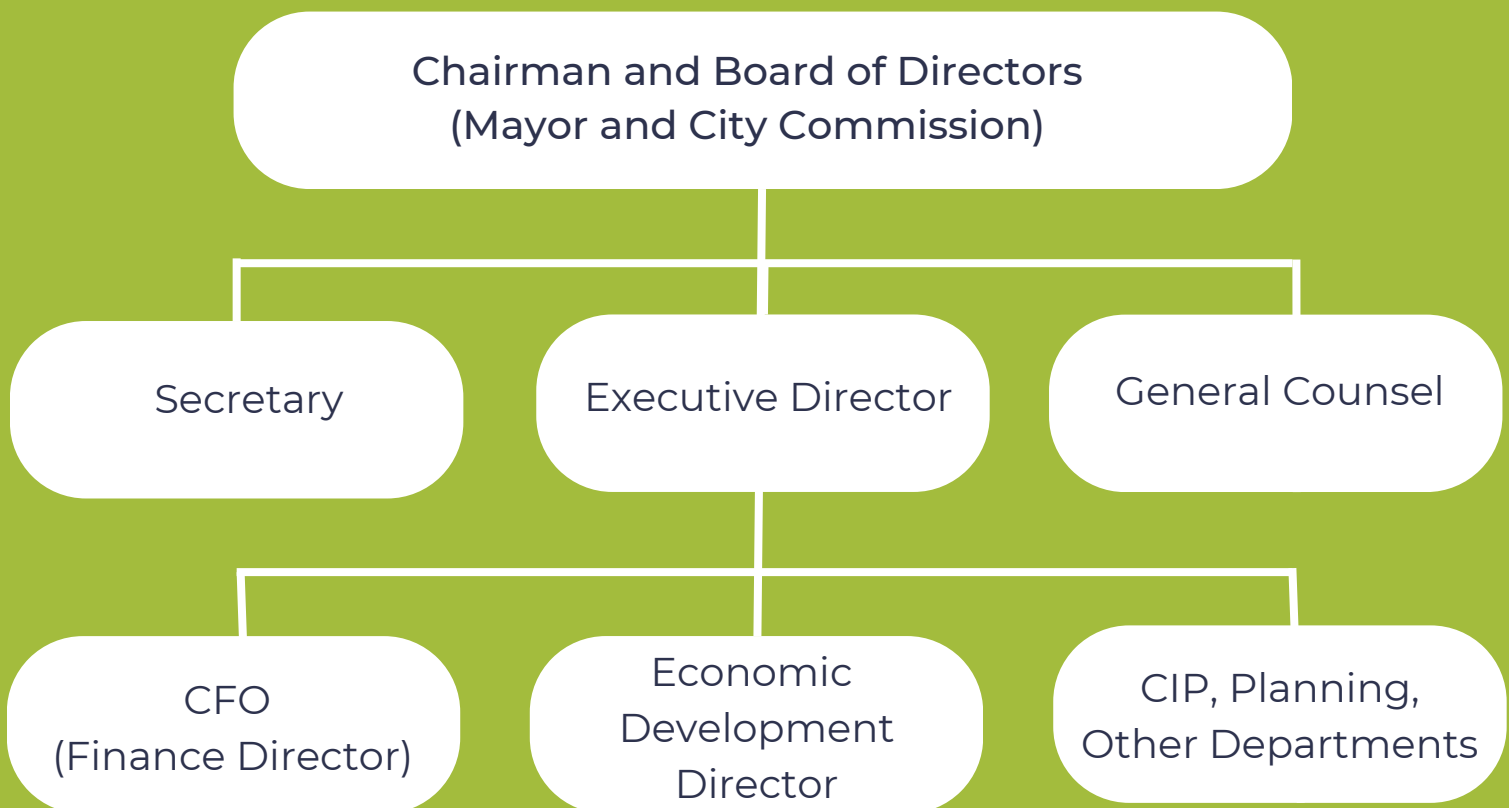 Chairman and Board of Directors
(Mayor and City Commission)
Secretary
Executive Director
General Counsel
CFO
(Finance Director)
Economic
Development
Director
CIP, Planning,
Other Departments